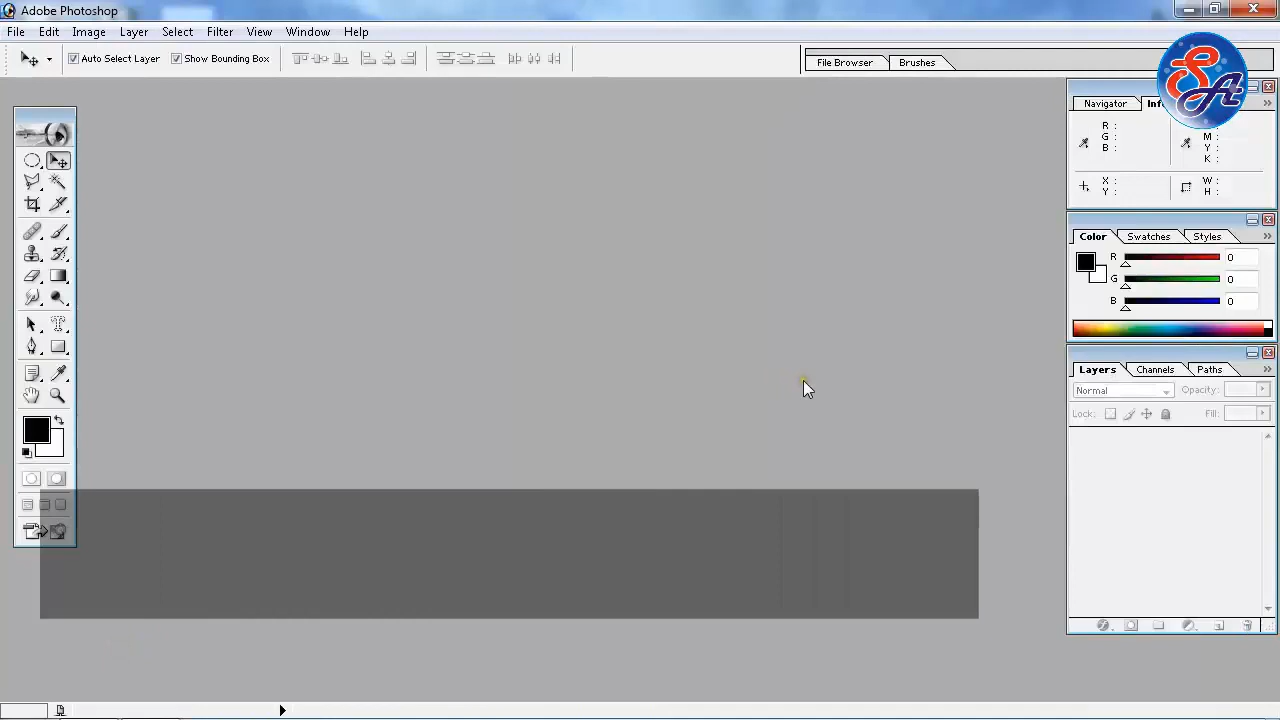 Adobe Photoshop
File Edit Image Layer Select Filter View Window Help
Auto Select Layer Show Bounding Box File Browser Brushes
SA
Navigator
R :
G :
B :
M :
Y :
K :
X :
Y :
W :
H :
Color Swatches Styles
R 0
G 0
B 0
Layers Channels Paths
Normal Opacity:
Lock: Fill: